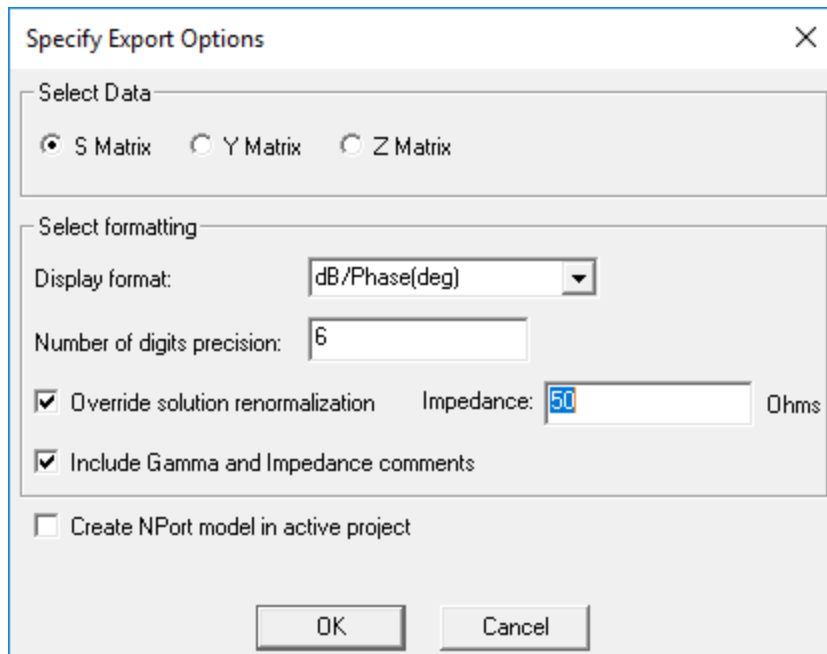 Specify Export Options
Select Data
S Matrix Y Matrix Z Matrix
Select formatting
Display format: dB/Phase(deg)
Number of digits precision: 6
Override solution renormalization Impedance: 50 Ohms
Include Gamma and Impedance comments
Create NPort model in active project
OK Cancel